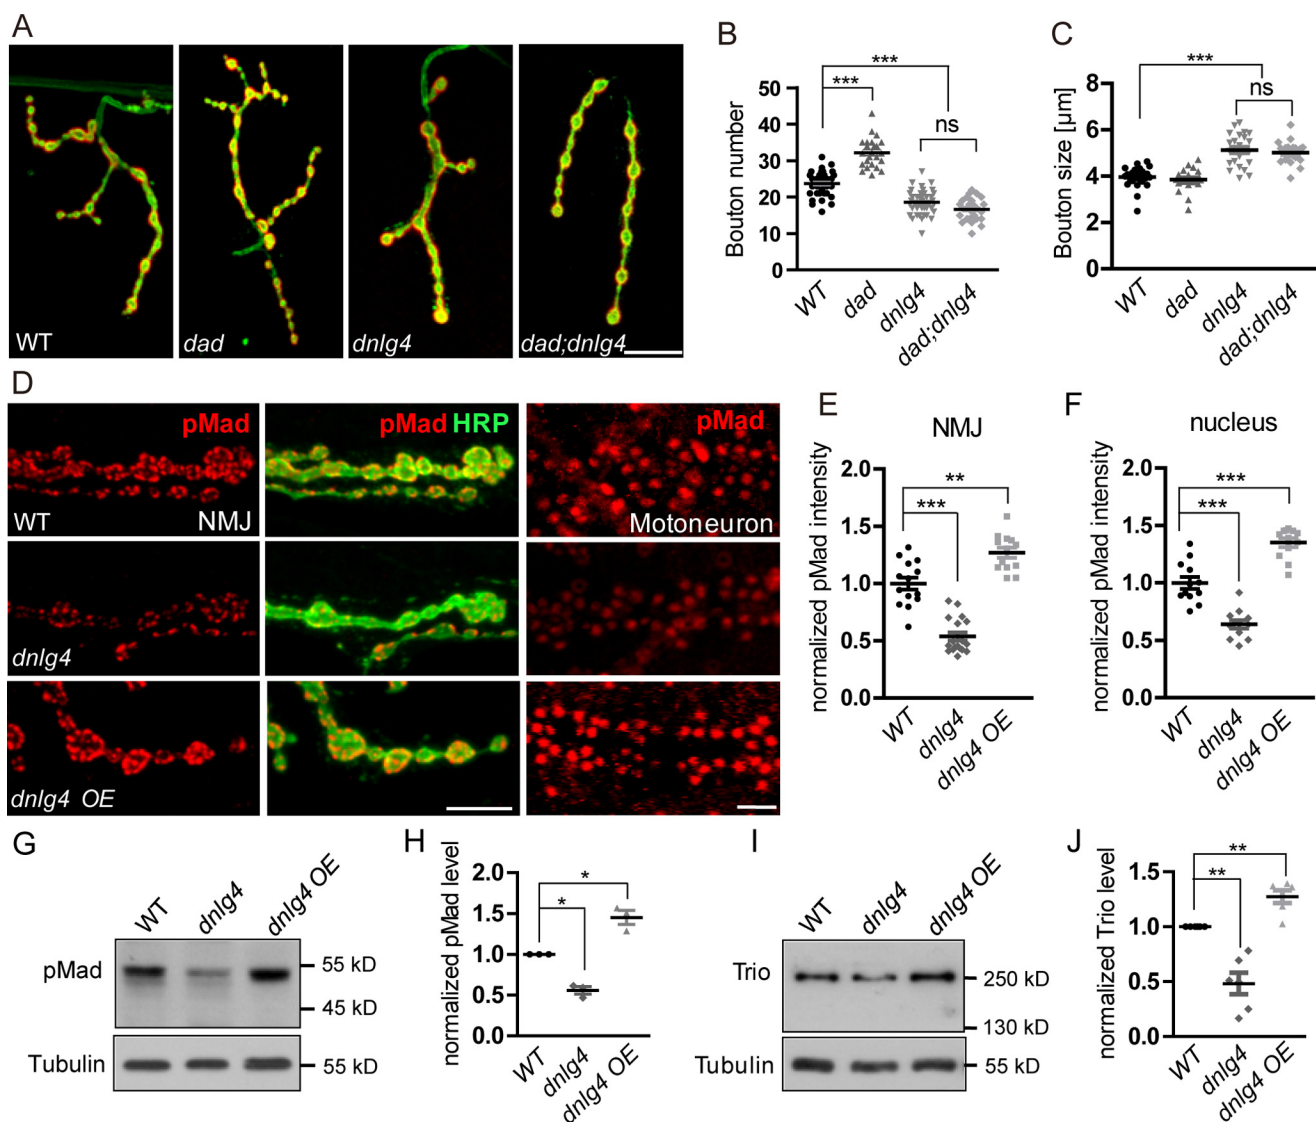 A
WT
dad
dnlg4
dad;dnlg4
B
Bouton number
50
40
30
20
10
0
***
***
ns
WT
dad
dnlg4
dad;dnlg4
C
Bouton size [µm]
8
6
4
2
0
***
ns
WT
dad
dnlg4
dad;dnlg4
D
pMad
pMad HRP
pMad
WT
NMJ
Motoneuron
dnlg4
dnlg4 OE
E
NMJ
normalized pMad intensity
2.0
1.5
1.0
0.5
0.0
**
***
WT
dnlg4
dnlg4 OE
F
nucleus
normalized pMad intensity
2.0
1.5
1.0
0.5
0.0
***
***
WT
dnlg4
dnlg4 OE
G
WT
dnlg4
dnlg4 OE
pMad
55 kD
45 kD
Tubulin
55 kD
H
normalized pMad level
2.0
1.5
1.0
0.5
0.0
*
*
WT
dnlg4
dnlg4 OE
I
WT
dnlg4
dnlg4 OE
Trio
250 kD
130 kD
Tubulin
55 kD
J
normalized Trio level
1.5
1.0
0.5
0.0
**
**
WT
dnlg4
dnlg4 OE